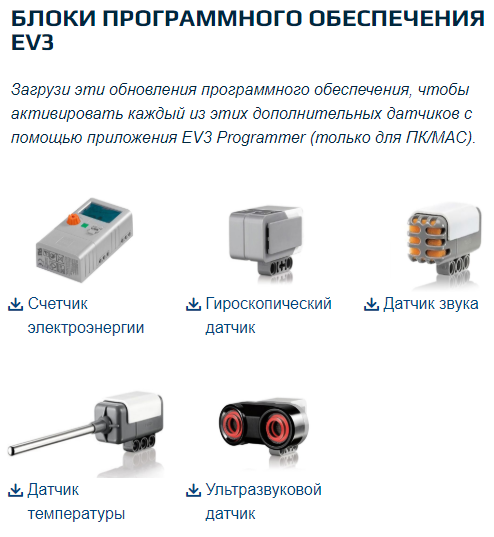 БЛОКИ ПРОГРАММНОГО ОБЕСПЕЧЕНИЯ
EV3
Загрузи эти обновления программного обеспечения, чтобы
активировать каждый из этих дополнительных датчиков с
помощью приложения EV3 Programmer (только для ПК/MAC).
Счетчик
электроэнергии
Гироскопический
датчик
Датчик звука
Датчик
температуры
Ультразвуковой
датчик